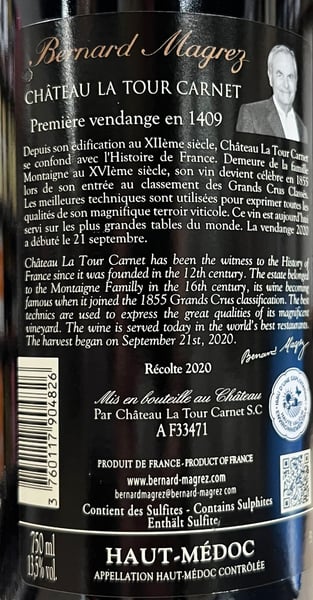 Bernard Magrez
CHÂTEAU LA TOUR CARNET
Première vendange en 1409
Depuis son édification au XIIème siècle, Château La Tour Carnet
se confond avec l'Histoire de France. Demeure de la famille
Montaigne au XVIème siècle, son vin devient célèbre en 1855
lors de son entrée au classement des Grands Crus Classés.
Les meilleures techniques sont utilisées pour exprimer toutes les
qualités de son magnifique terroir viticole. Ce vin est aujourd'hui
servi sur les plus grandes tables du monde. La vendange 2020
a débuté le 21 septembre.
Château La Tour Carnet has been the witness to the History of
France since it was founded in the 12th century. The estate belonged
to the Montaigne Familly in the 16th century, its wine becoming
famous when it joined the 1855 Grands Crus classification. The best
technics are used to express the great qualities of its magnificent
vineyard. The wine is served today in the world's best restaurants.
The harvest began on September 21st, 2020.
Bernard Magrez
Récolte 2020
Mis en bouteille au Château
Par Château La Tour Carnet S.C
A F33471
3 760117 904826
PRODUIT DE FRANCE - PRODUCT OF FRANCE
www.bernard-magrez.com
bernardmagrez@bernard-magrez.com
Contient des Sulfites - Contains Sulphites
Enthält Sulfite
750 ml
13,5% vol.
HAUT-MÉDOC
APPELLATION HAUT-MÉDOC CONTRÔLÉE